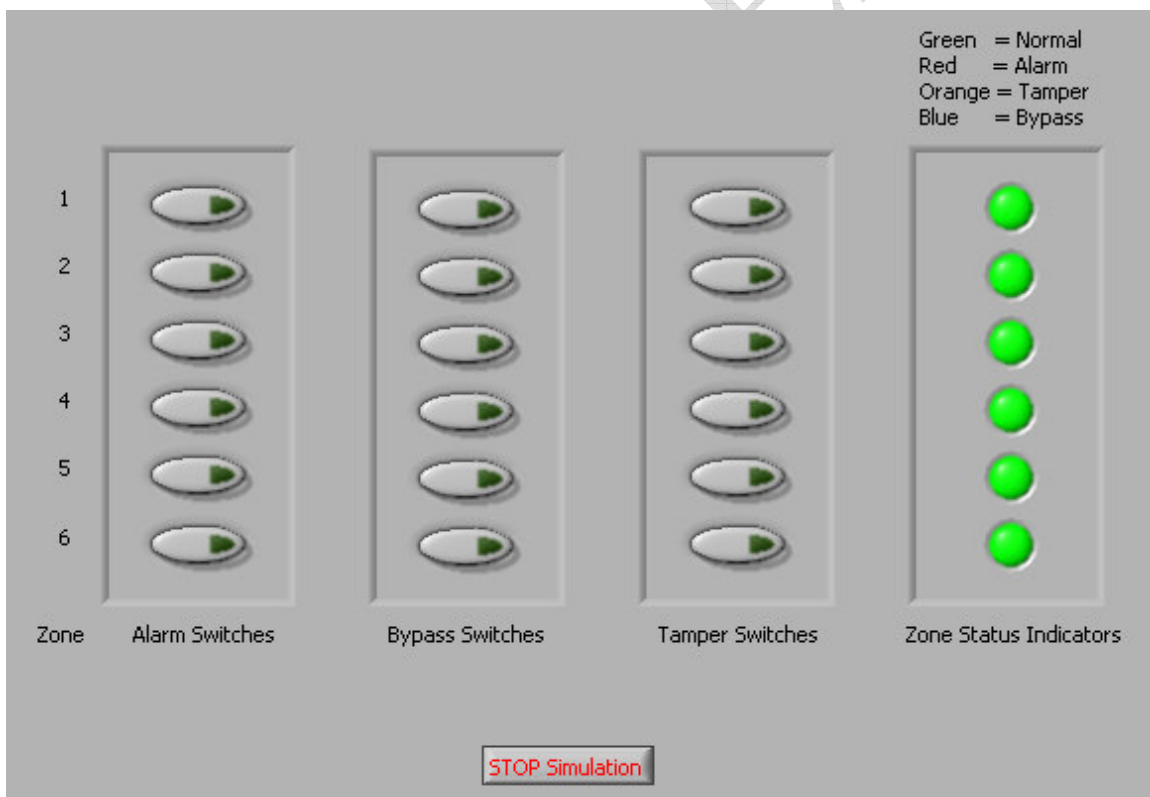 Green = Normal
Red = Alarm
Orange = Tamper
Blue = Bypass
1
2
3
4
5
6
Zone Alarm Switches Bypass Switches Tamper Switches Zone Status Indicators
STOP Simulation